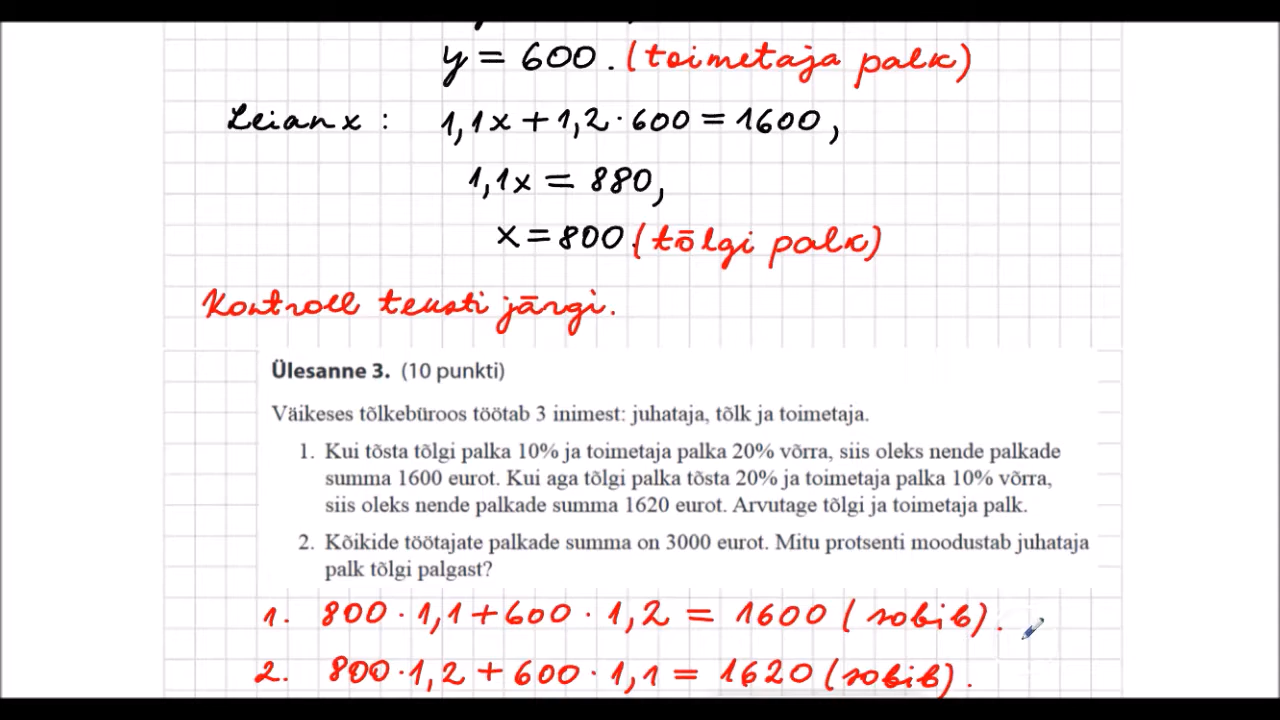 y = 600. (toimetaja palk)
Leian x : 1,1x + 1,2 · 600 = 1600,
1,1x = 880,
x = 800. (tõlgi palk)
Kontroll teksti järgi.
Ülesanne 3. (10 punkti)
Väikeses tõlkebüroos töötab 3 inimest: juhataja, tõlk ja toimetaja.
1. Kui tõsta tõlgi palka 10% ja toimetaja palka 20% võrra, siis oleks nende palkade
summa 1600 eurot. Kui aga tõlgi palka tõsta 20% ja toimetaja palka 10% võrra,
siis oleks nende palkade summa 1620 eurot. Arvutage tõlgi ja toimetaja palk.
2. Kõikide töötajate palkade summa on 3000 eurot. Mitu protsenti moodustab juhataja
palk tõlgi palgast?
1. 800 · 1,1 + 600 · 1,2 = 1600 (sobib).
2. 800 · 1,2 + 600 · 1,1 = 1620 (sobib).